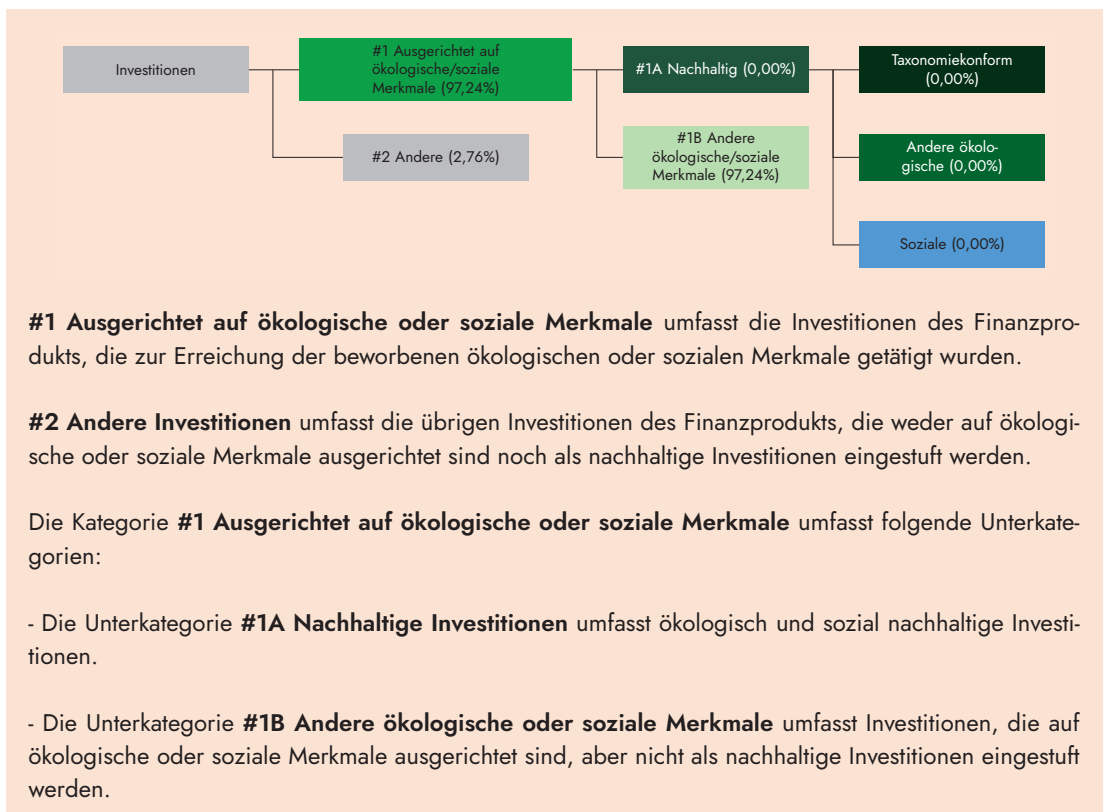 Investitionen
#1 Ausgerichtet auf
ökologische/soziale
Merkmale (97,24%)
#2 Andere (2,76%)
#1A Nachhaltig (0,00%)
#1B Andere
ökologische/soziale
Merkmale (97,24%)
Taxonomiekonform
(0,00%)
Andere ökolo-
gische (0,00%)
Soziale (0,00%)
#1 Ausgerichtet auf ökologische oder soziale Merkmale umfasst die Investitionen des Finanzpro-
dukts, die zur Erreichung der beworbenen ökologischen oder sozialen Merkmale getätigt wurden.
#2 Andere Investitionen umfasst die übrigen Investitionen des Finanzprodukts, die weder auf ökologi-
sche oder soziale Merkmale ausgerichtet sind noch als nachhaltige Investitionen eingestuft werden.
Die Kategorie #1 Ausgerichtet auf ökologische oder soziale Merkmale umfasst folgende Unterkate-
gorien:
- Die Unterkategorie #1A Nachhaltige Investitionen umfasst ökologisch und sozial nachhaltige Investi-
tionen.
- Die Unterkategorie #1B Andere ökologische oder soziale Merkmale umfasst Investitionen, die auf
ökologische oder soziale Merkmale ausgerichtet sind, aber nicht als nachhaltige Investitionen eingestuft
werden.